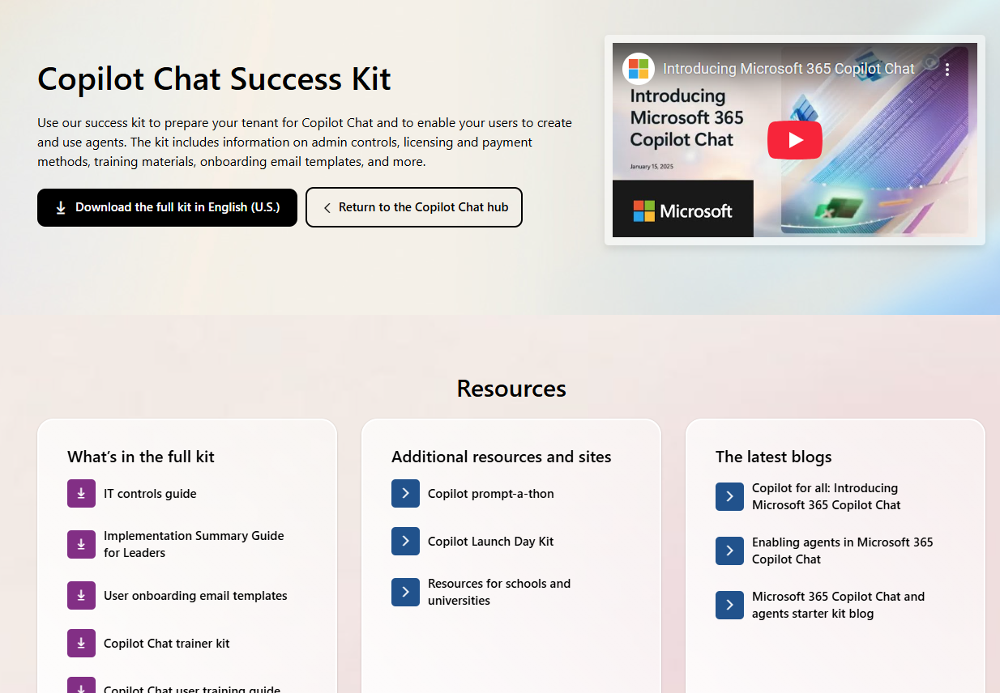 Copilot Chat Success Kit
Use our success kit to prepare your tenant for Copilot Chat and to enable your users to create
and use agents. The kit includes information on admin controls, licensing and payment
methods, training materials, onboarding email templates, and more.
Download the full kit in English (U.S.)
Return to the Copilot Chat hub
Introducing Microsoft 365 Copilot Chat
Introducing
Microsoft 365
Copilot Chat
January 15, 2025
Microsoft
Resources
What's in the full kit
IT controls guide
Implementation Summary Guide
for Leaders
User onboarding email templates
Copilot Chat trainer kit
Copilot Chat user training guide
Additional resources and sites
Copilot prompt-a-thon
Copilot Launch Day Kit
Resources for schools and
universities
The latest blogs
Copilot for all: Introducing
Microsoft 365 Copilot Chat
Enabling agents in Microsoft 365
Copilot Chat
Microsoft 365 Copilot Chat and
agents starter kit blog